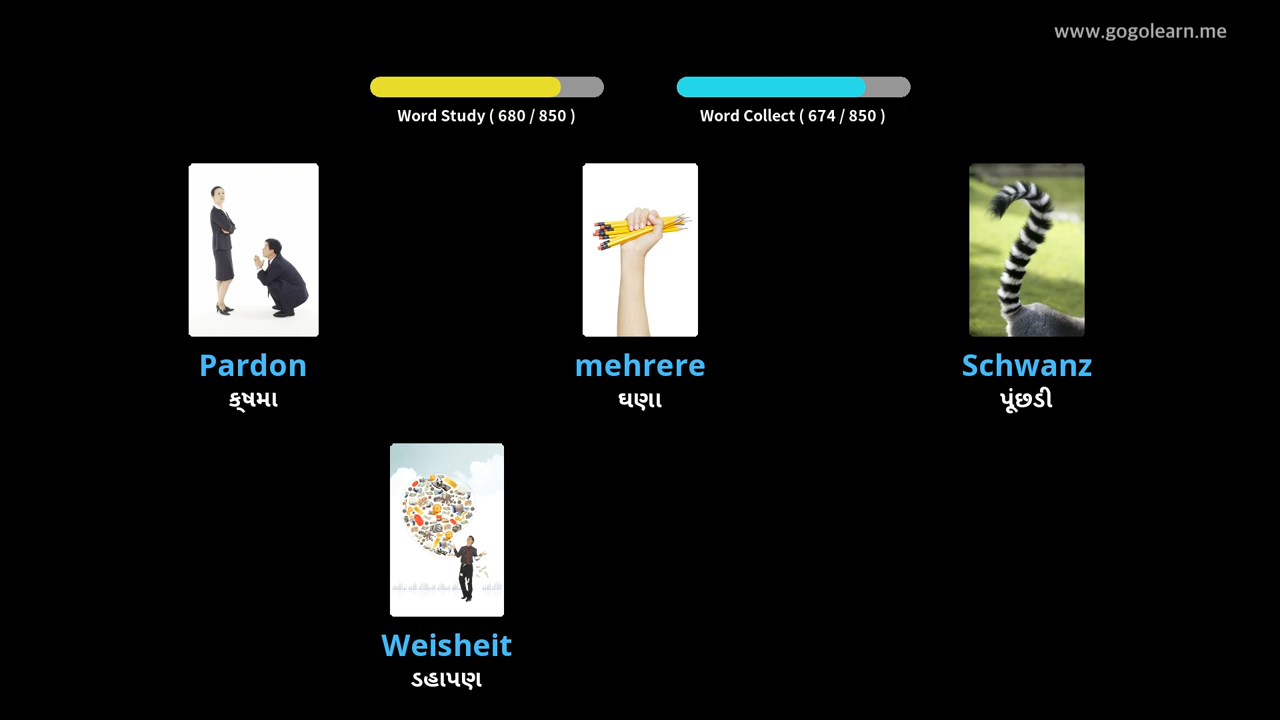 www.gogolearn.me
Word Study ( 680 / 850 )
Word Collect ( 674 / 850 )
Pardon
ક્ષમા
mehrere
ઘણા
Schwanz
પૂંછડી
Weisheit
ડહાપણ